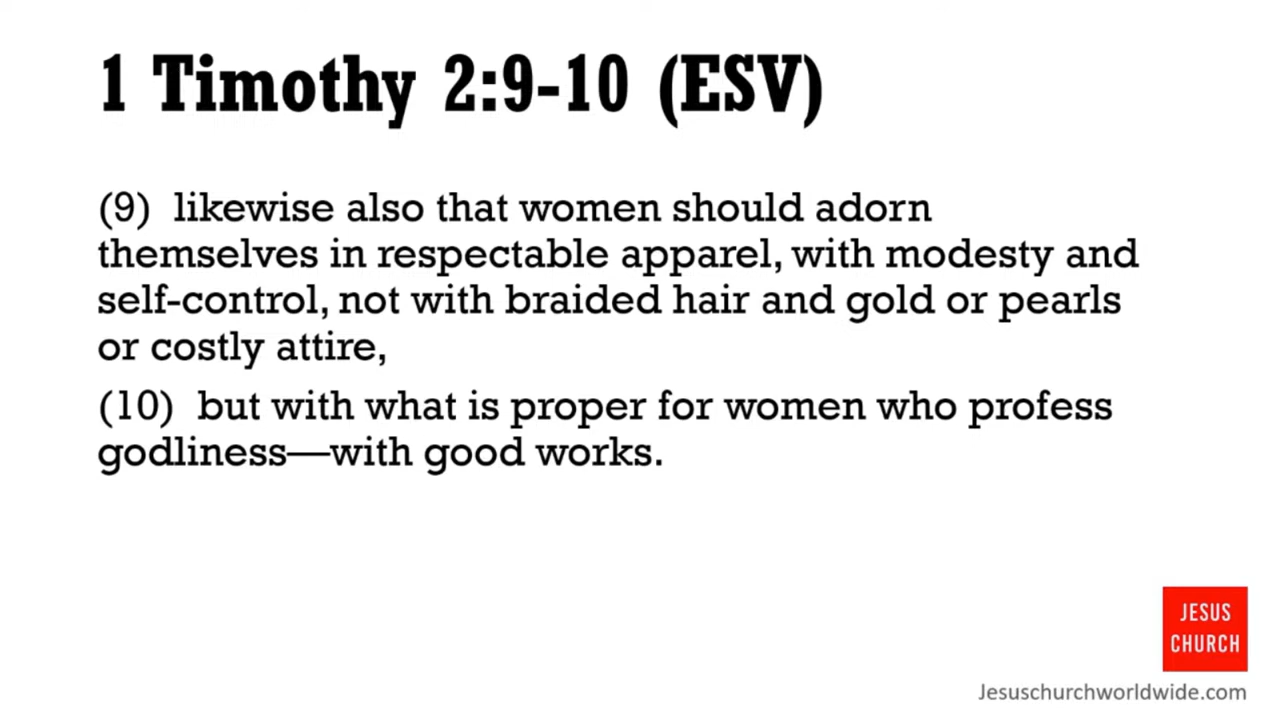 1 Timothy 2:9-10 (ESV)
(9) likewise also that women should adorn
themselves in respectable apparel, with modesty and
self-control, not with braided hair and gold or pearls
or costly attire,
(10) but with what is proper for women who profess
godliness—with good works.
JESUS
CHURCH
Jesuschurchworldwide.com